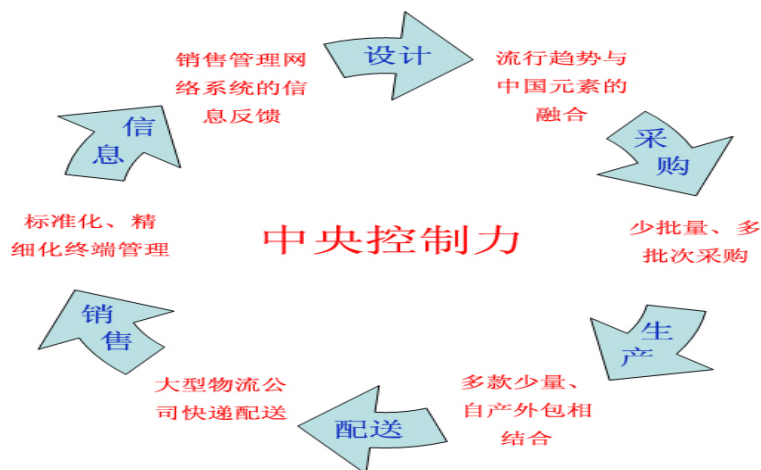 设计
流行趋势与
中国元素的
融合
采
购
少批量、多
批次采购
生
产
多款少量、
自产外包相
结合
配送
大型物流公
司快递配送
销
售
标准化、精
细化终端管理
信
息
销售管理网
络系统的信
息反馈
中央控制力